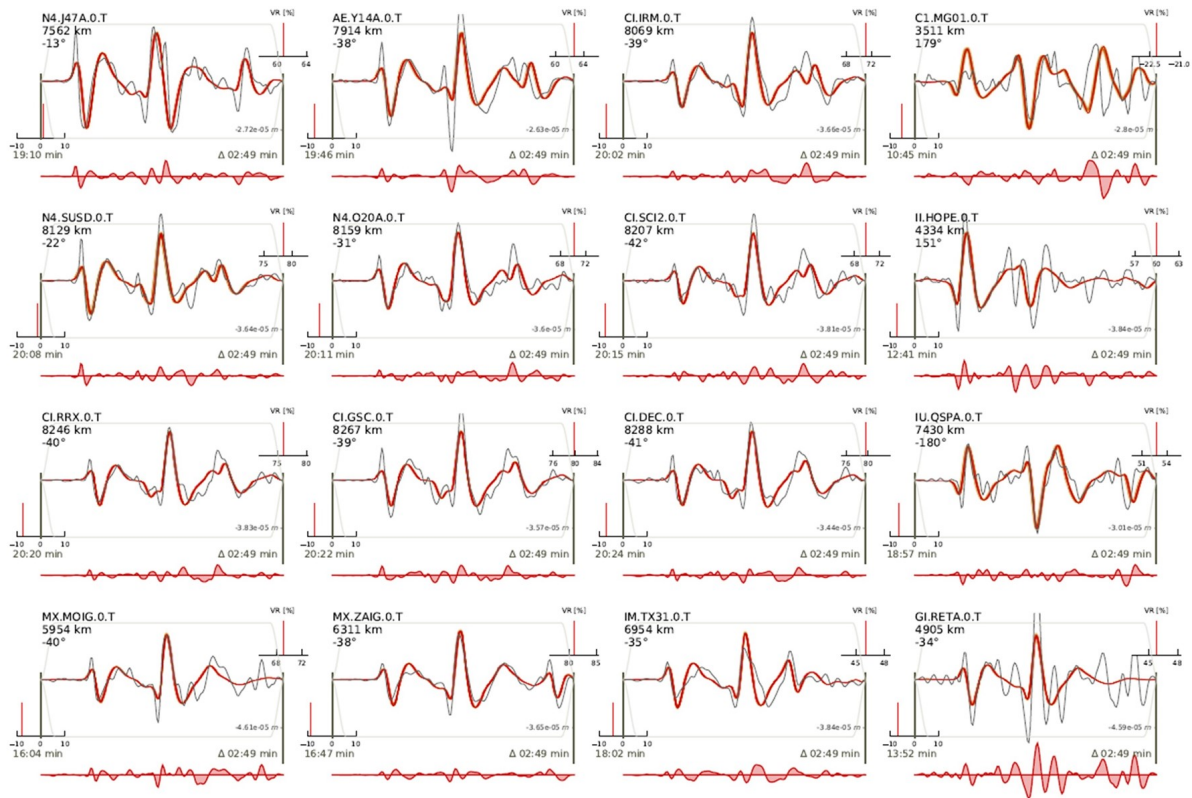 N4.J47A.0.T
7562 km
-13°
VR [%]
60 64
-2.72e-05 m
-10 0 10
19:10 min Δ 02:49 min
AE.Y14A.0.T
7914 km
-38°
VR [%]
60 64
-2.63e-05 m
-10 0 10
19:46 min Δ 02:49 min
CI.IRM.0.T
8069 km
-39°
VR [%]
68 72
-3.66e-05 m
-10 0 10
20:02 min Δ 02:49 min
C1.MG01.0.T
3511 km
179°
VR [%]
-22.5 -21.0
-2.8e-05 m
-10 0 10
10:45 min Δ 02:49 min
N4.SUSD.0.T
8129 km
-22°
VR [%]
75 80
-3.64e-05 m
-10 0 10
20:08 min Δ 02:49 min
N4.O20A.0.T
8159 km
-31°
VR [%]
68 72
-3.6e-05 m
-10 0 10
20:11 min Δ 02:49 min
CI.SCI2.0.T
8207 km
-42°
VR [%]
68 72
-3.81e-05 m
-10 0 10
20:15 min Δ 02:49 min
II.HOPE.0.T
4334 km
151°
VR [%]
57 60 63
-3.84e-05 m
-10 0 10
12:41 min Δ 02:49 min
CI.RRX.0.T
8246 km
-40°
VR [%]
75 80
-3.83e-05 m
-10 0 10
20:20 min Δ 02:49 min
CI.GSC.0.T
8267 km
-39°
VR [%]
76 80 84
-3.57e-05 m
-10 0 10
20:22 min Δ 02:49 min
CI.DEC.0.T
8288 km
-41°
VR [%]
76 80
-3.44e-05 m
-10 0 10
20:24 min Δ 02:49 min
IU.QSPA.0.T
7430 km
-180°
VR [%]
51 54
-3.01e-05 m
-10 0 10
18:57 min Δ 02:49 min
MX.MOIG.0.T
5954 km
-40°
VR [%]
68 72
-4.61e-05 m
-10 0 10
16:04 min Δ 02:49 min
MX.ZAIG.0.T
6311 km
-38°
VR [%]
80 85
-3.65e-05 m
-10 0 10
16:47 min Δ 02:49 min
IM.TX31.0.T
6954 km
-35°
VR [%]
45 48
-3.84e-05 m
-10 0 10
18:02 min Δ 02:49 min
GI.RETA.0.T
4905 km
-34°
VR [%]
45 48
-4.59e-05 m
-10 0 10
13:52 min Δ 02:49 min